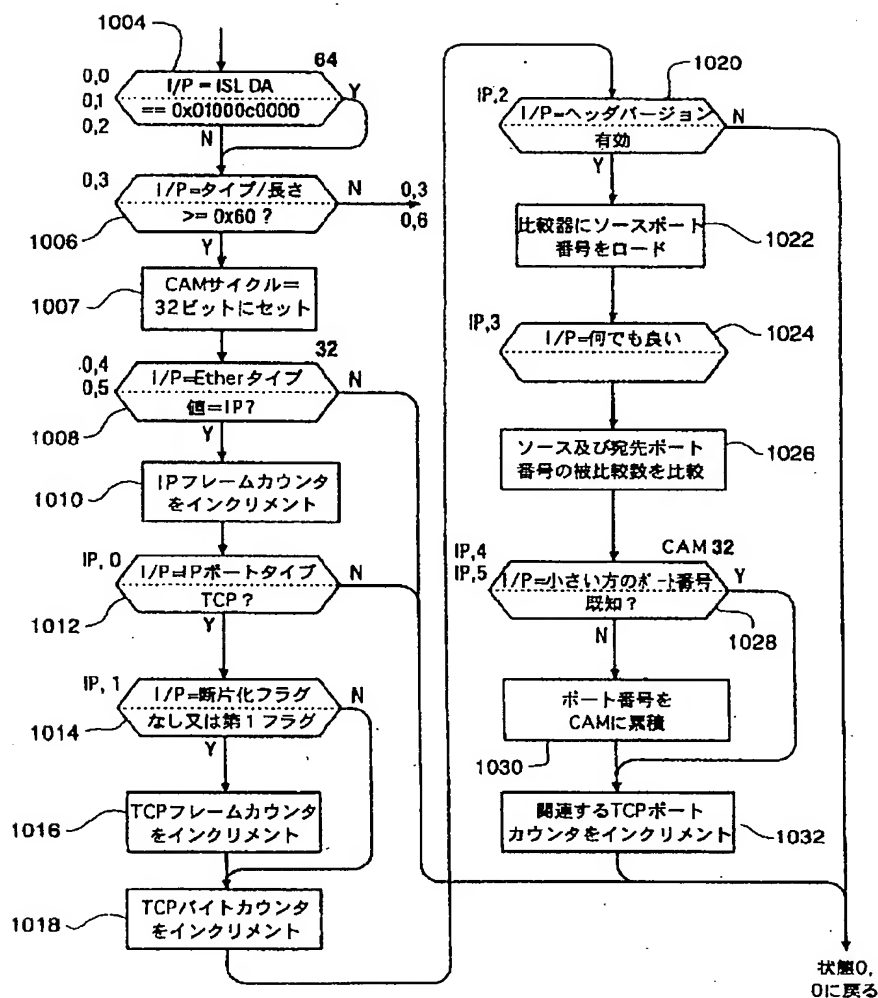 1004
64
0,0
0,1
0,2
I/P = ISL DA
== 0x01000c0000
Y
N
0,3
I/P=タイプ/長さ
>= 0x60 ?
N
0,3
0,6
1006
Y
CAMサイクル=
32ビットにセット
1007
32
0,4
0,5
I/P=Etherタイプ
値=IP?
N
1008
Y
IPフレームカウンタ
をインクリメント
1010
IP, 0
I/P=IPポートタイプ
TCP ?
N
1012
Y
IP, 1
I/P=断片化フラグ
なし又は第1フラグ
N
1014
Y
TCPフレームカウンタ
をインクリメント
1016
TCPバイトカウンタ
をインクリメント
1018
1020
IP,2
I/P=ヘッダバージョン
有効
N
Y
比較器にソースポート
番号をロード
1022
IP,3
I/P=何でも良い
1024
ソース及び宛先ポート
番号の被比較数を比較
1026
CAM 32
IP,4
IP,5
I/P=小さい方のポート番号
既知?
Y
1028
N
ポート番号を
CAMに累積
1030
関連するTCPポート
カウンタをインクリメント
1032
状態0,
0に戻る